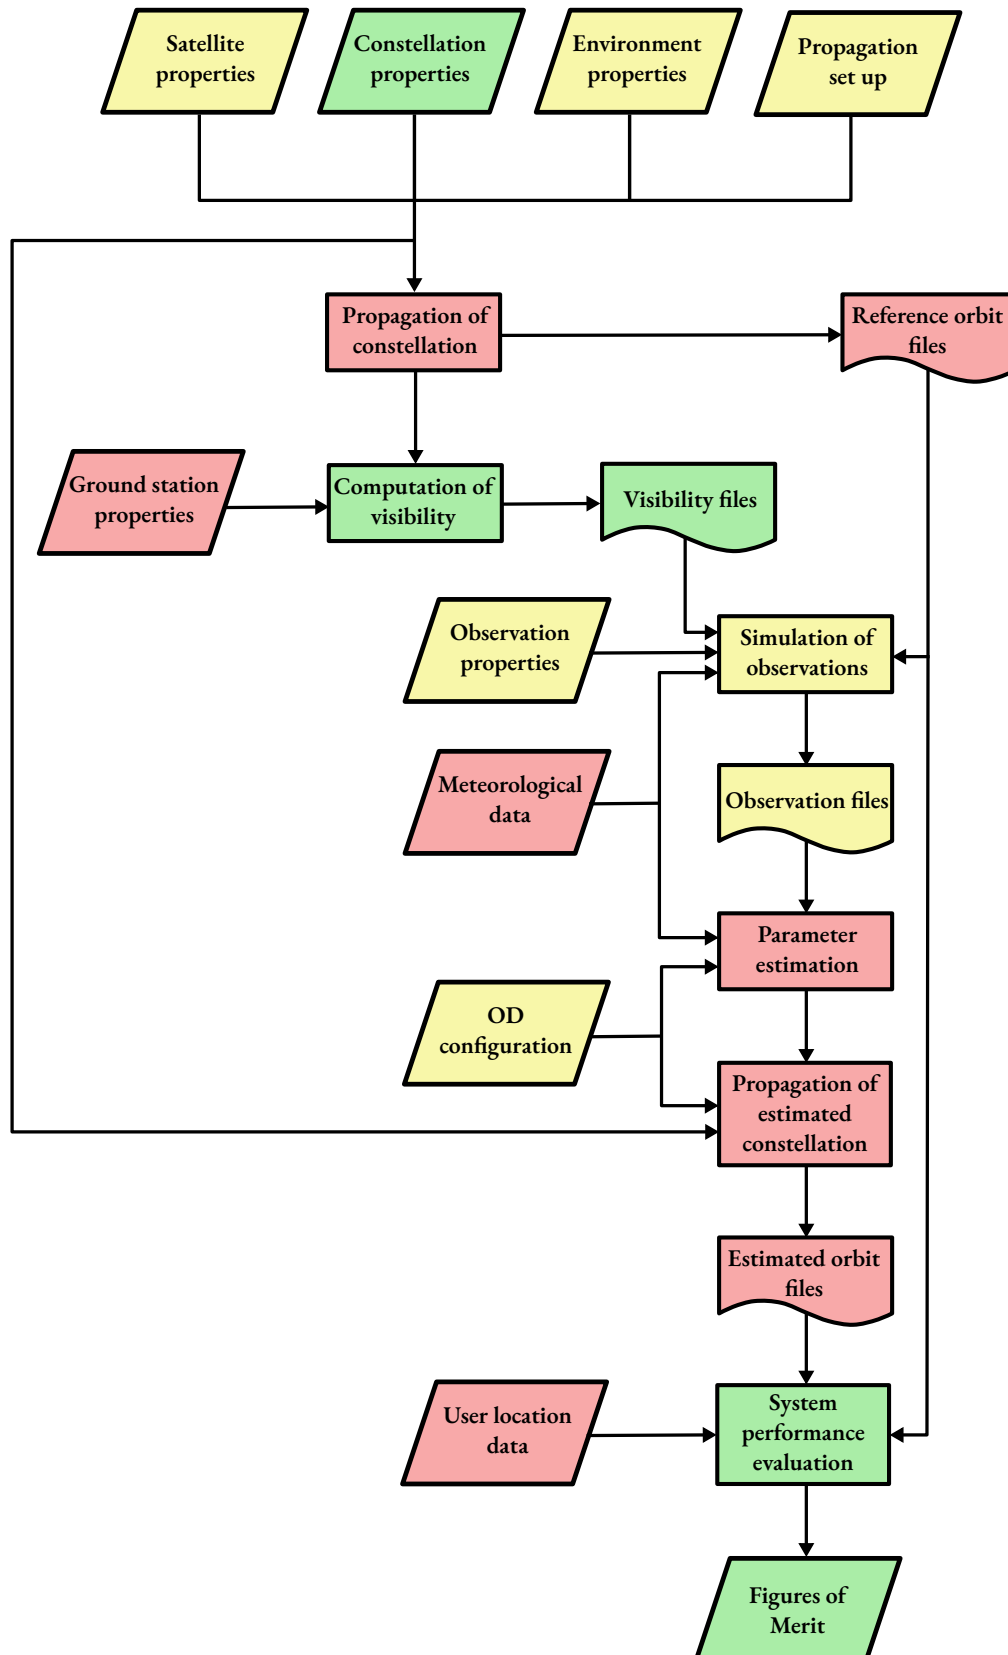 Satellite
properties
Constellation
properties
Environment
properties
Propagation
set up
Propagation of
constellation
Reference orbit
files
Ground station
properties
Computation of
visibility
Visibility files
Observation
properties
Simulation of
observations
Meteorological
data
Observation files
Parameter
estimation
OD
configuration
Propagation of
estimated
constellation
Estimated orbit
files
User location
data
System
performance
evaluation
Figures of
Merit